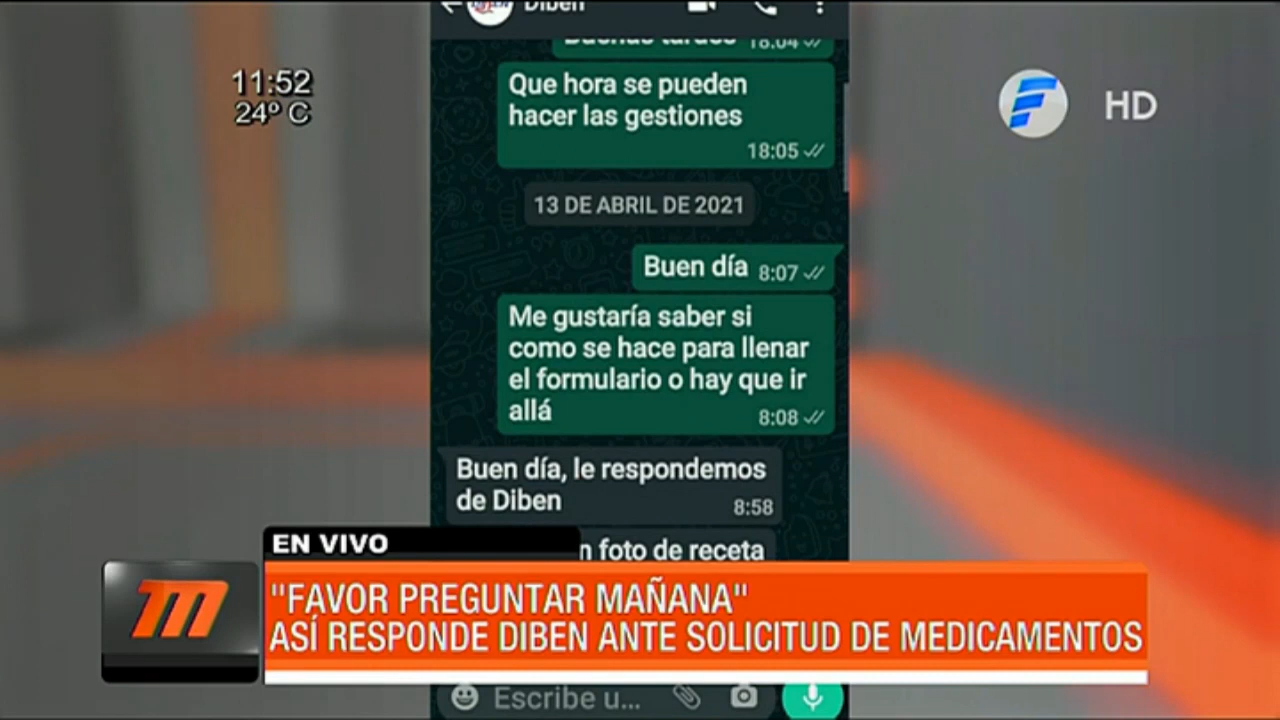 Diben
Buenas tardes 18:04
11:52
24º C
HD
Que hora se pueden
hacer las gestiones
18:05
13 DE ABRIL DE 2021
Buen día 8:07
Me gustaría saber si
como se hace para llenar
el formulario o hay que ir
allá 8:08
Buen día, le respondemos
de Diben 8:58
EN VIVO
foto de receta
"FAVOR PREGUNTAR MAÑANA"
ASÍ RESPONDE DIBEN ANTE SOLICITUD DE MEDICAMENTOS
Escribe u...